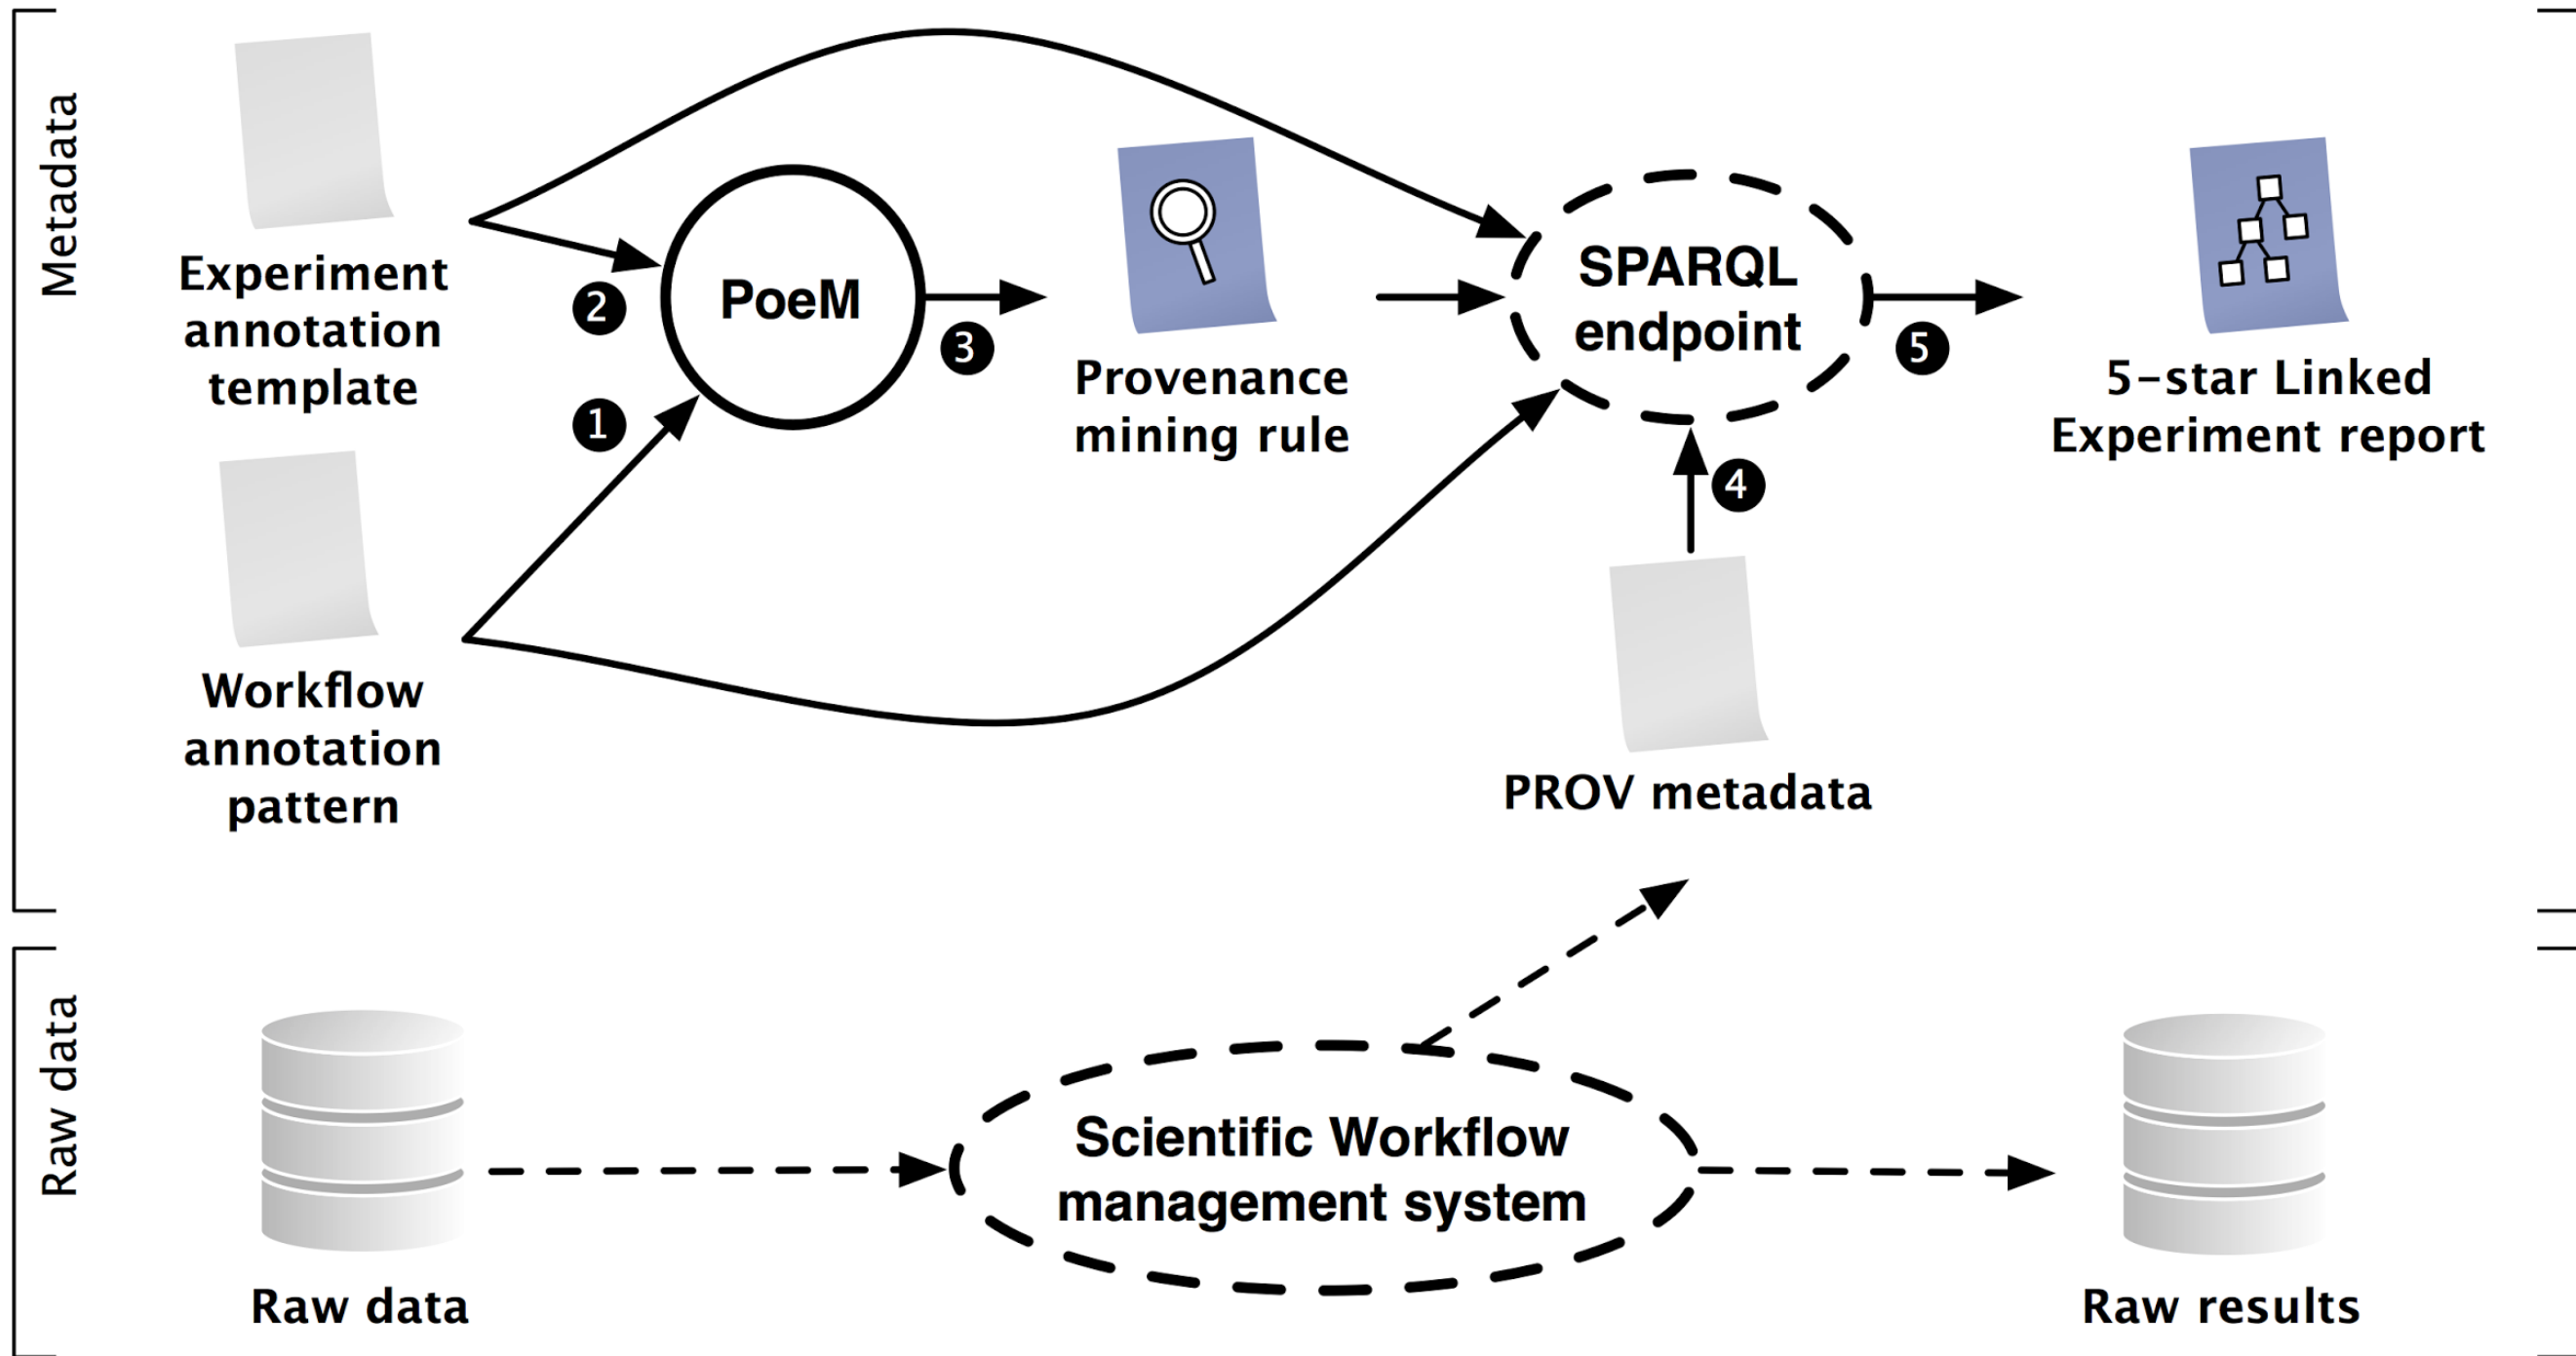 Metadata
Experiment
annotation
template
2
PoeM
3
1
Provenance
mining rule
SPARQL
endpoint
5
5-star Linked
Experiment report
4
Workflow
annotation
pattern
PROV metadata
Raw data
Raw data
Scientific Workflow
management system
Raw results